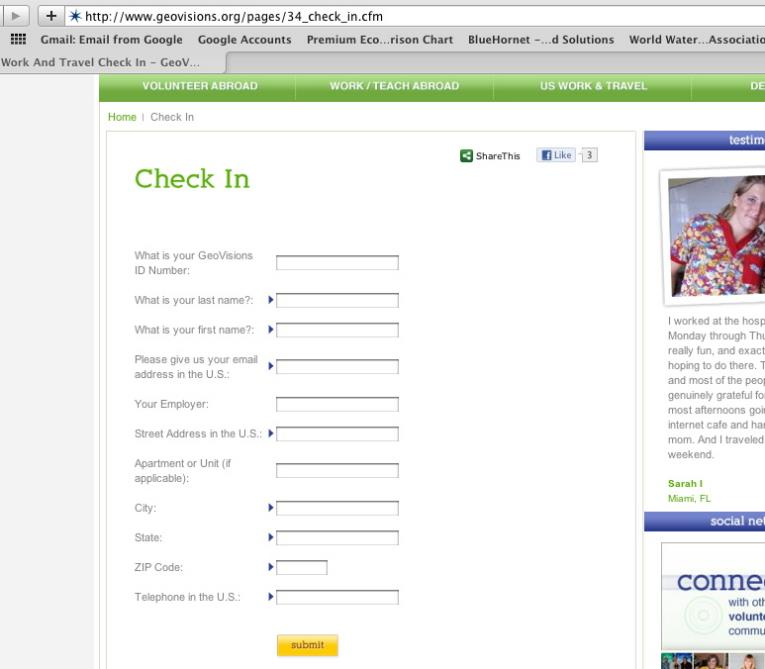 http://www.geovisions.org/pages/34_check_in.cfm
Gmail: Email from Google Google Accounts Premium Eco...rison Chart BlueHornet -...d Solutions World Water...Associatio
Work And Travel Check In – GeoV...
VOLUNTEER ABROAD WORK / TEACH ABROAD US WORK & TRAVEL DE
Home | Check In
ShareThis Like 3
Check In
What is your GeoVisions
ID Number:
What is your last name?:
What is your first name?:
Please give us your email
address in the U.S.:
Your Employer:
Street Address in the U.S.:
Apartment or Unit (if
applicable):
City:
State:
ZIP Code:
Telephone in the U.S.:
submit
testim
I worked at the hosp
Monday through Thu
really fun, and exact
hoping to do there. T
and most of the peop
genuinely grateful fo
most afternoons goi
internet cafe and ha
mom. And I traveled
weekend.
Sarah I
Miami, FL
social net
connec
with oth
volunte
commu